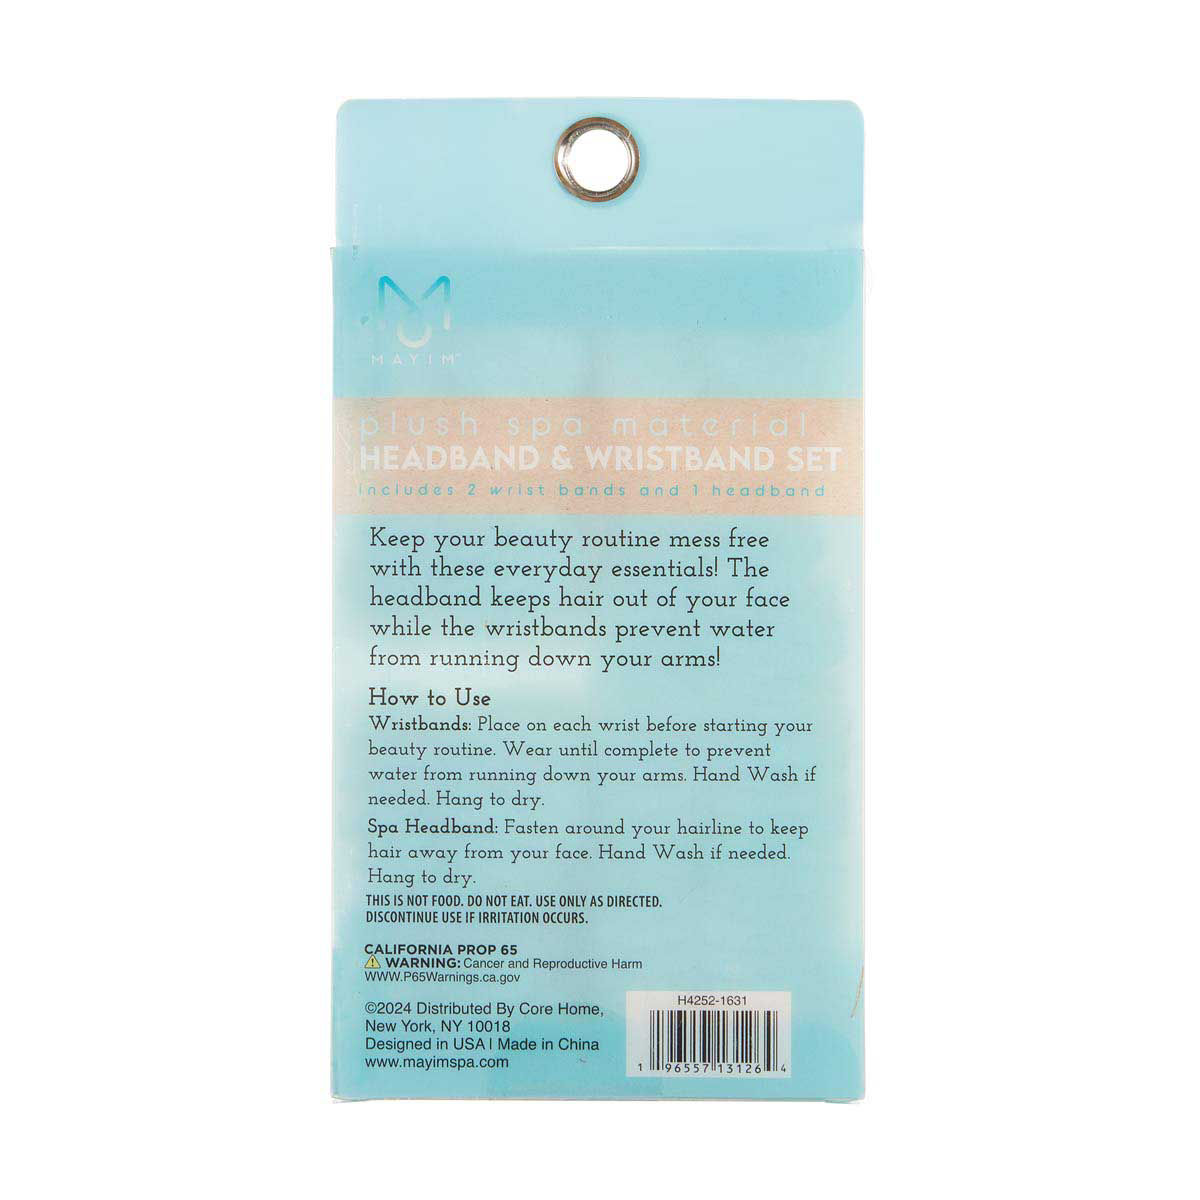 MAYIM™
plush spa material
HEADBAND & WRISTBAND SET
includes 2 wrist bands and 1 headband
Keep your beauty routine mess free
with these everyday essentials! The
headband keeps hair out of your face
while the wristbands prevent water
from running down your arms!
How to Use
Wristbands: Place on each wrist before starting your
beauty routine. Wear until complete to prevent
water from running down your arms. Hand Wash if
needed. Hang to dry.
Spa Headband: Fasten around your hairline to keep
hair away from your face. Hand Wash if needed.
Hang to dry.
THIS IS NOT FOOD. DO NOT EAT. USE ONLY AS DIRECTED.
DISCONTINUE USE IF IRRITATION OCCURS.
CALIFORNIA PROP 65
WARNING: Cancer and Reproductive Harm
WWW.P65Warnings.ca.gov
©2024 Distributed By Core Home,
New York, NY 10018
Designed in USA | Made in China
www.mayimspa.com
H4252-1631
1 96557 13126 4